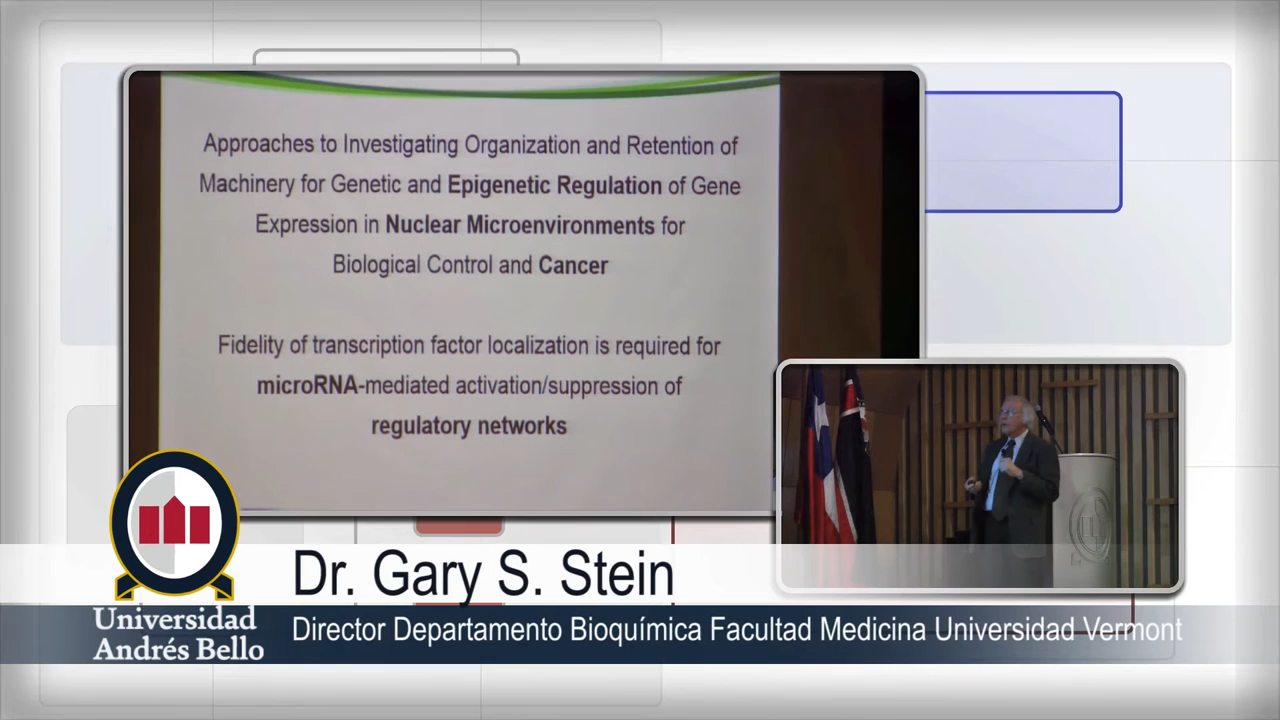 Approaches to Investigating Organization and Retention of
Machinery for Genetic and Epigenetic Regulation of Gene
Expression in Nuclear Microenvironments for
Biological Control and Cancer
Fidelity of transcription factor localization is required for
microRNA-mediated activation/suppression of
regulatory networks
Dr. Gary S. Stein
Director Departamento Bioquímica Facultad Medicina Universidad Vermont
Universidad
Andrés Bello